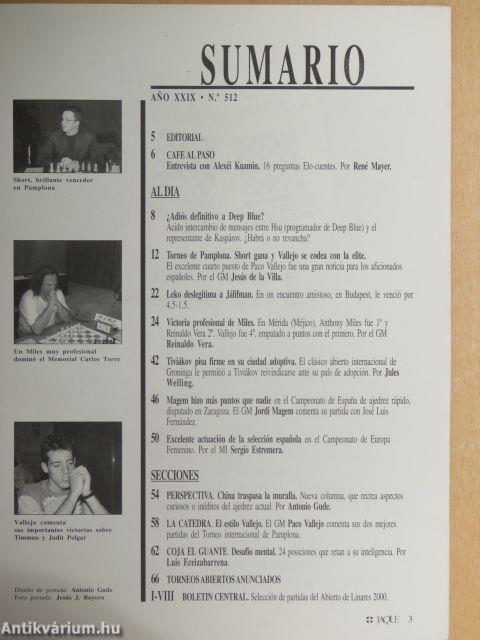 SUMARIO
AÑO XXIX • N.º 512
5 EDITORIAL
6 CAFE AL PASO
Entrevista con Alexéi Kuzmin. 16 preguntas Elo-cuentes. Por René Mayer.
AL DIA
8 ¿Adiós definitivo a Deep Blue?
Acido intercambio de mensajes entre Hsu (programador de Deep Blue) y el
representante de Kaspárov. ¿Habrá o no revancha?
12 Torneo de Pamplona. Short gana y Vallejo se codea con la elite.
El excelente cuarto puesto de Paco Vallejo fue una gran noticia para los aficionados
españoles. Por el GM Jesús de la Villa.
22 Leko deslegitima a Jálifman. En un encuentro amistoso, en Budapest, le venció por
4,5-1,5.
24 Victoria profesional de Miles. En Mérida (Méjico), Anthony Miles fue 1º y
Reinaldo Vera 2º. Vallejo fue 4º, empatado a puntos con el primero. Por el GM
Reinaldo Vera.
42 Tiviákov pisa firme en su ciudad adoptiva. El clásico abierto internacional de
Groninga le permitió a Tiviákov reivindicarse ante su país de adopción. Por Jules
Welling.
46 Magem hizo más puntos que nadie en el Campeonato de España de ajedrez rápido,
disputado en Zaragoza. El GM Jordi Magem comenta su partida con José Luis
Fernández.
50 Excelente actuación de la selección española en el Campeonato de Europa
Femenino. Por el MI Sergio Estremera.
SECCIONES
54 PERSPECTIVA. China traspasa la muralla. Nueva columna, que recrea aspectos
curiosos o inéditos del ajedrez actual. Por Antonio Gude.
58 LA CATEDRA. El estilo Vallejo. El GM Paco Vallejo comenta sus dos mejores
partidas del Torneo internacional de Pamplona.
62 COJA EL GUANTE. Desafío mental. 24 posiciones que retan a su inteligencia. Por
Luis Eceizabarrena.
66 TORNEOS ABIERTOS ANUNCIADOS
I-VIII BOLETIN CENTRAL. Selección de partidas del Abierto de Linares 2000.
Short, brillante vencedor
en Pamplona
Un Miles muy profesional
dominó el Memorial Carlos Torre
Vallejo comenta
sus importantes victorias sobre
Timman y Judit Polgar
Diseño de portada: Antonio Gude
Foto portada: Jesús J. Boyero
JAQUE 3
Antikvárium.hu